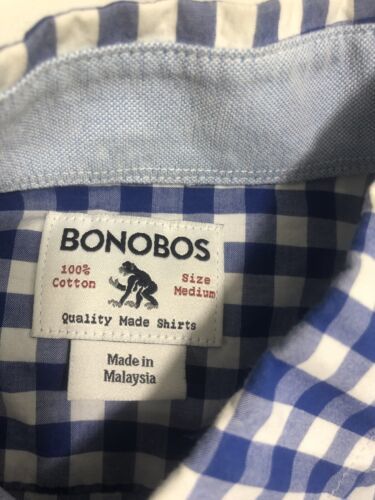 BONOBOS
100% Size
Cotton Medium
Quality Made Shirts
Made in
Malaysia